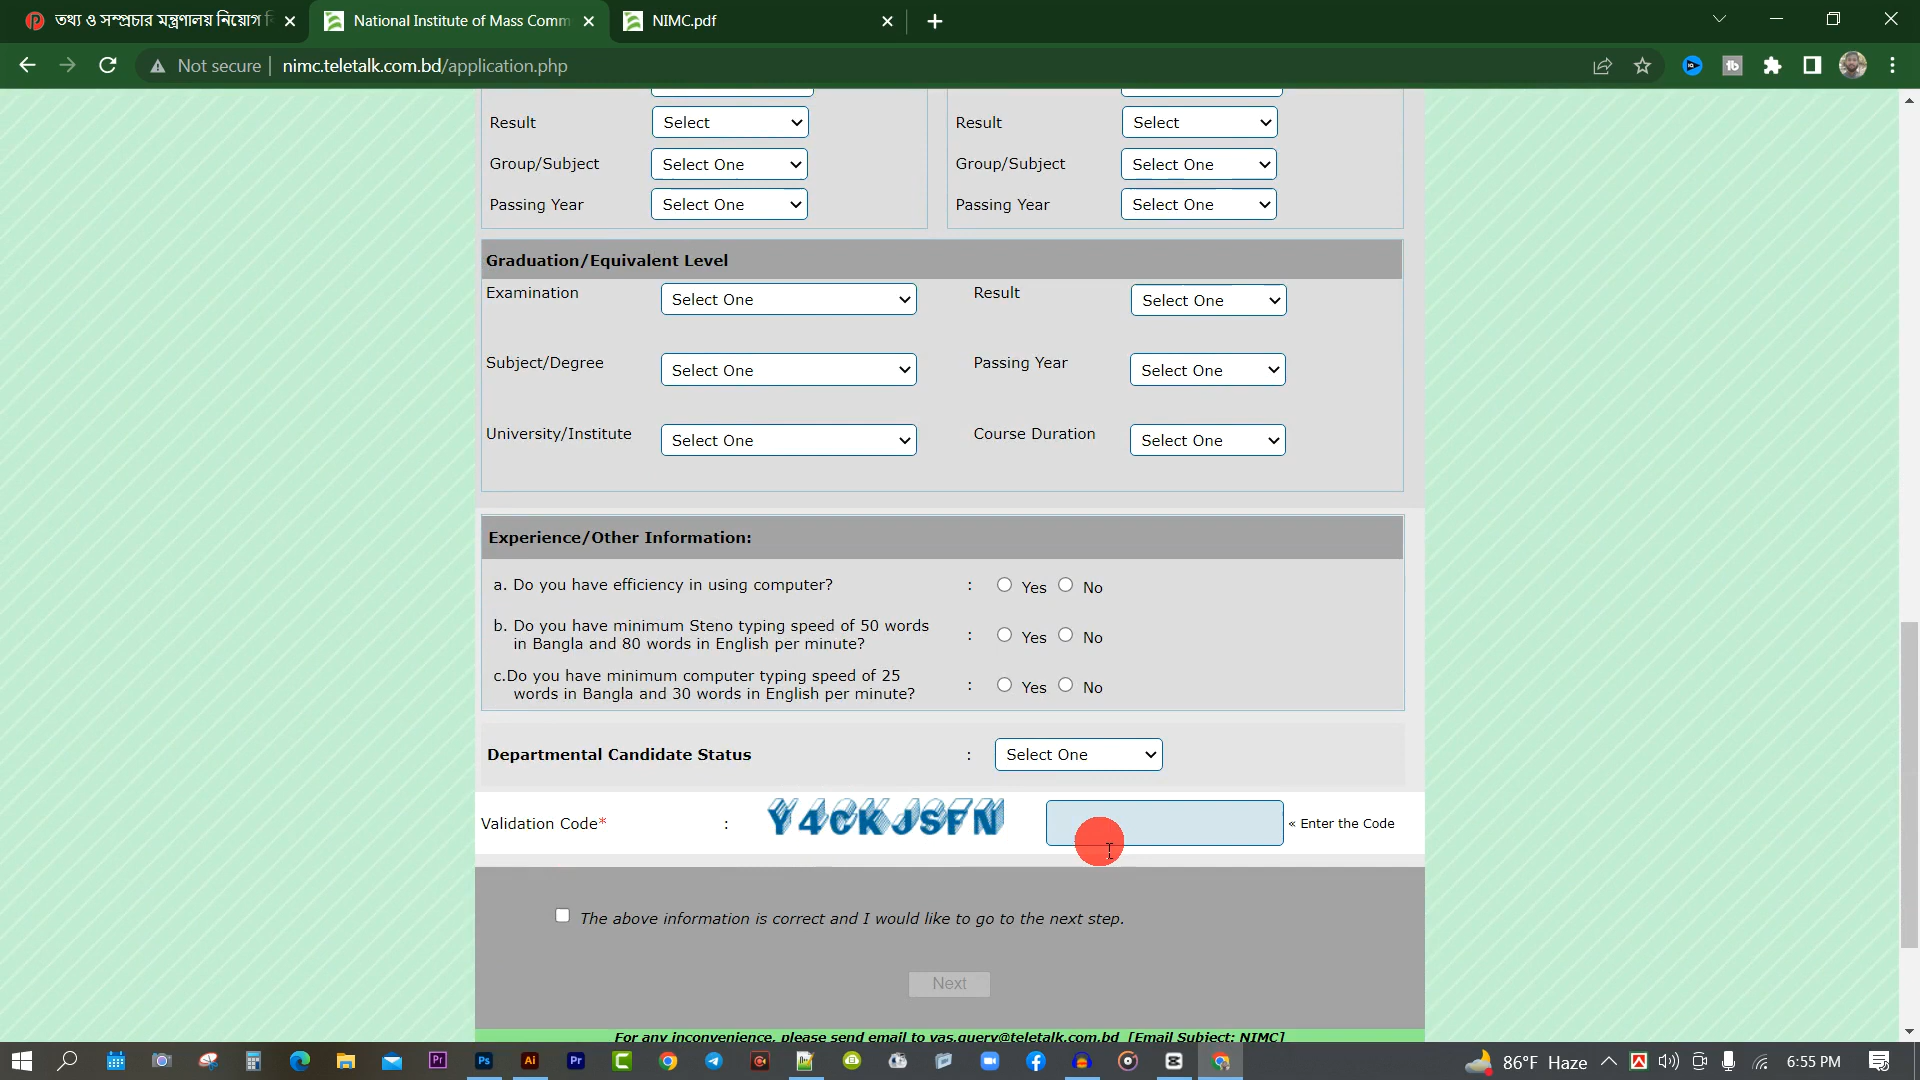 তথ্য ও সম্প্রচার মন্ত্রণালয় নিয়োগ
National Institute of Mass Comm
NIMC.pdf
Not secure
nimc.teletalk.com.bd/application.php
Result Select Result Select
Group/Subject Select One Group/Subject Select One
Passing Year Select One Passing Year Select One
Graduation/Equivalent Level
Examination Select One Result Select One
Subject/Degree Select One Passing Year Select One
University/Institute Select One Course Duration Select One
Experience/Other Information:
a. Do you have efficiency in using computer? : Yes No
b. Do you have minimum Steno typing speed of 50 words
in Bangla and 80 words in English per minute? : Yes No
c.Do you have minimum computer typing speed of 25
words in Bangla and 30 words in English per minute? : Yes No
Departmental Candidate Status : Select One
Validation Code* : Y4CKJSFN « Enter the Code
The above information is correct and I would like to go to the next step.
Next
For any inconvenience, please send email to vas.query@teletalk.com.bd [Email Subject: NIMC]
86°F Haze 6:55 PM